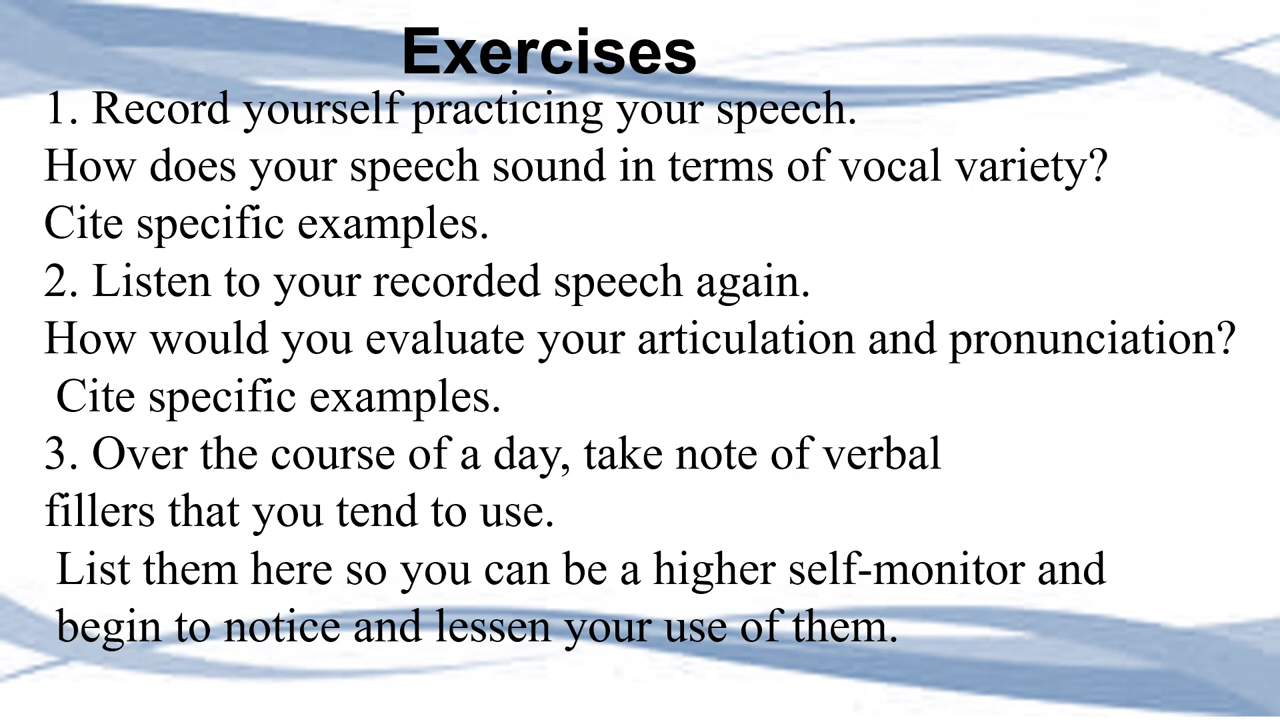 Exercises
1. Record yourself practicing your speech.
How does your speech sound in terms of vocal variety?
Cite specific examples.
2. Listen to your recorded speech again.
How would you evaluate your articulation and pronunciation?
Cite specific examples.
3. Over the course of a day, take note of verbal
fillers that you tend to use.
List them here so you can be a higher self-monitor and
begin to notice and lessen your use of them.